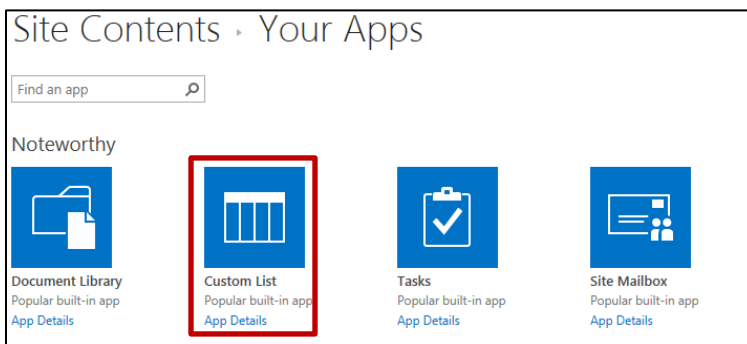 Site Contents ▸ Your Apps
Find an app
Noteworthy
Document Library
Popular built-in app
App Details
Custom List
Popular built-in app
App Details
Tasks
Popular built-in app
App Details
Site Mailbox
Popular built-in app
App Details